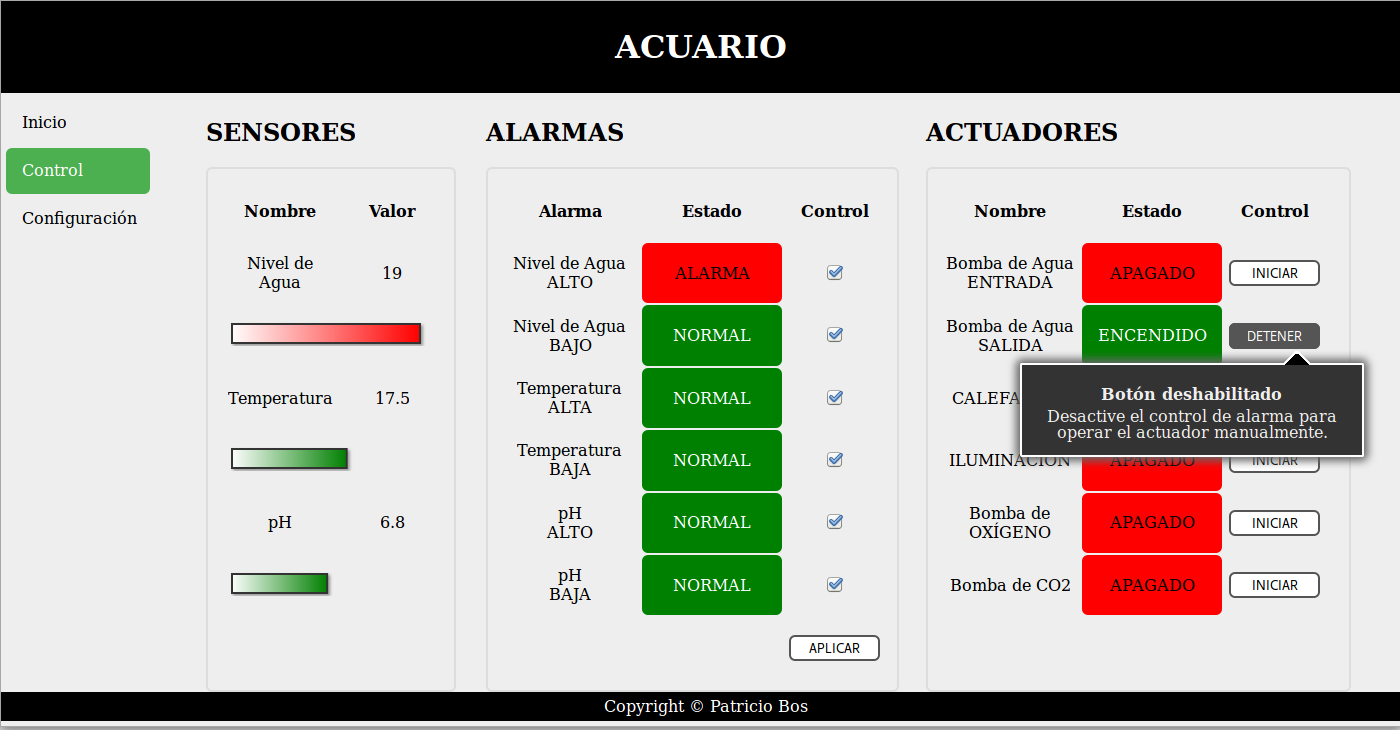 ACUARIO
Inicio
Control
Configuración
SENSORES
Nombre Valor
Nivel de
Agua
19
Temperatura 17.5
pH 6.8
ALARMAS
Alarma Estado Control
Nivel de Agua
ALTO
ALARMA
Nivel de Agua
BAJO
NORMAL
Temperatura
ALTA
NORMAL
Temperatura
BAJA
NORMAL
pH
ALTO
NORMAL
pH
BAJA
NORMAL
APLICAR
ACTUADORES
Nombre Estado Control
Bomba de Agua
ENTRADA
APAGADO
INICIAR
Bomba de Agua
SALIDA
ENCENDIDO
DETENER
Botón deshabilitado
Desactive el control de alarma para
operar el actuador manualmente.
ILUMINACIÓN APAGADO INICIAR
Bomba de
OXÍGENO
APAGADO
INICIAR
Bomba de CO2 APAGADO INICIAR
Copyright © Patricio Bos